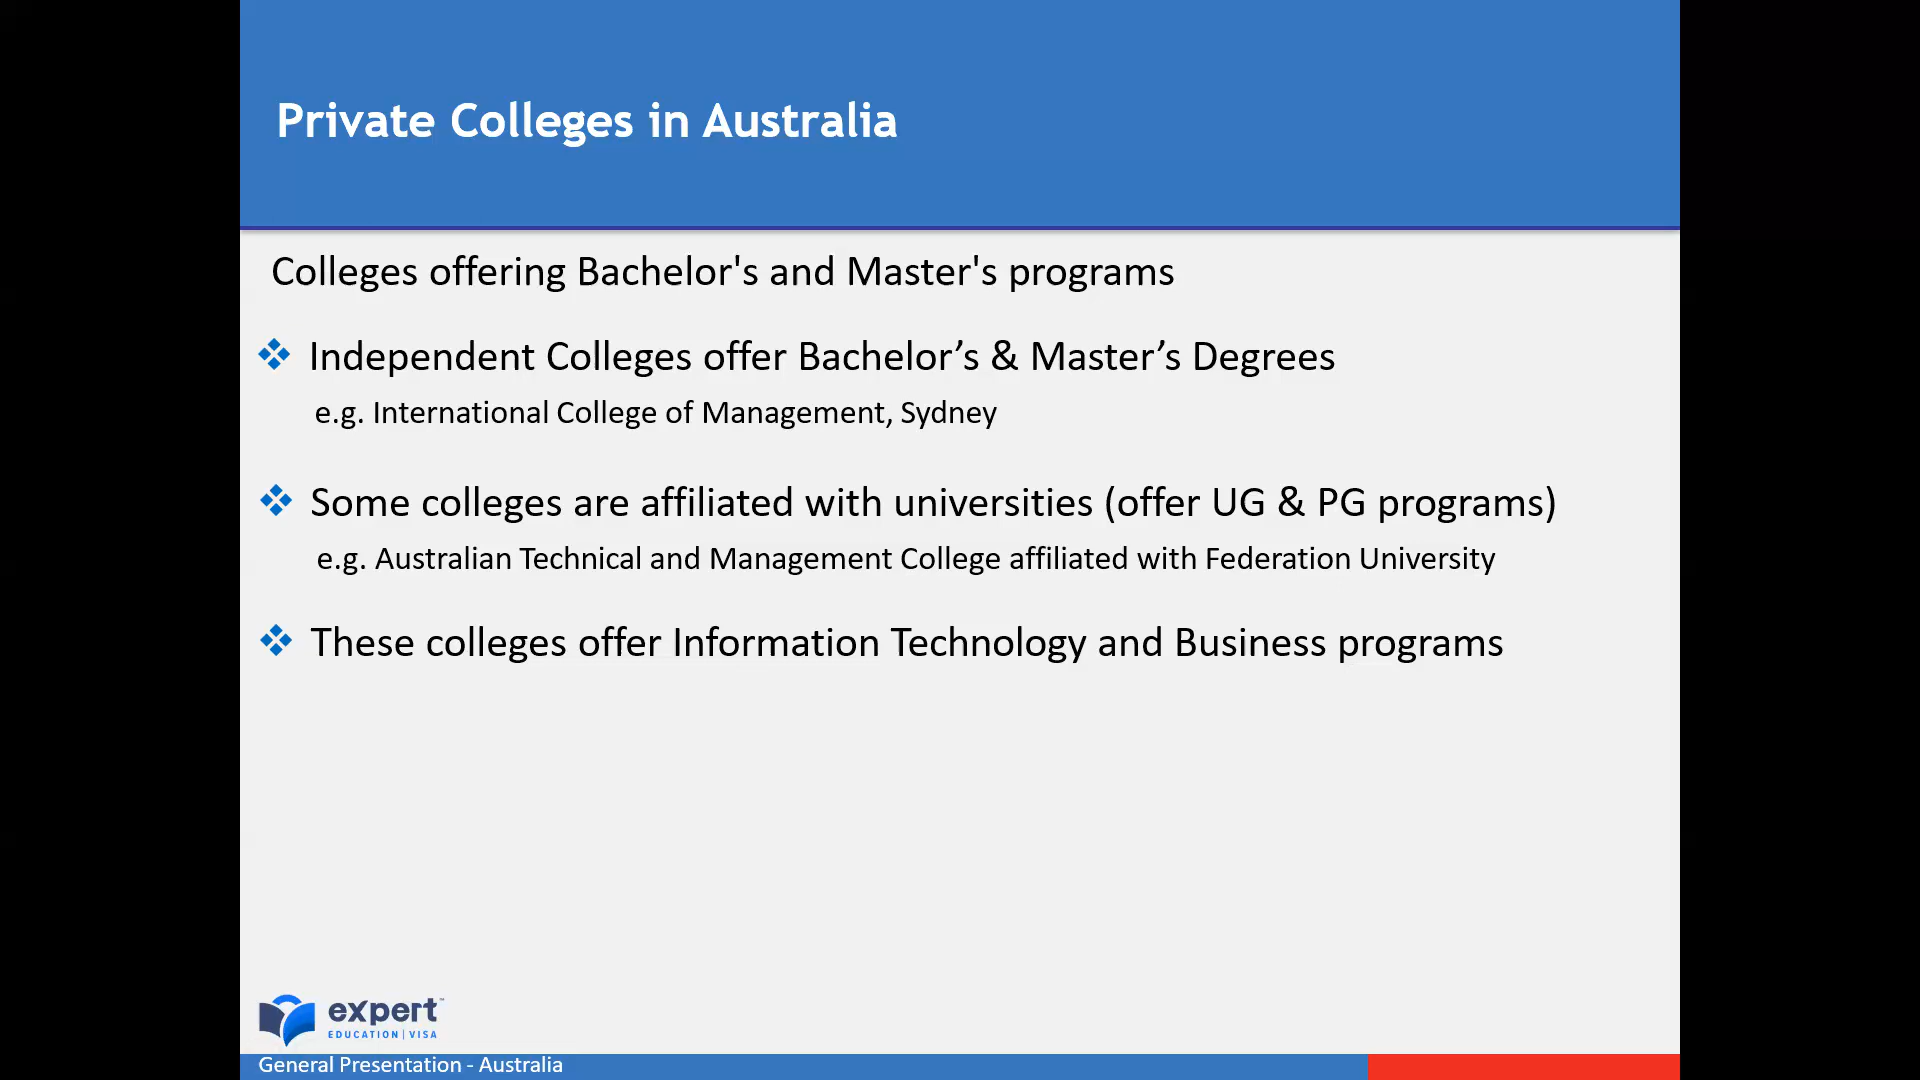 Private Colleges in Australia
Colleges offering Bachelor's and Master's programs
Independent Colleges offer Bachelor’s & Master’s Degrees
e.g. International College of Management, Sydney
Some colleges are affiliated with universities (offer UG & PG programs)
e.g. Australian Technical and Management College affiliated with Federation University
These colleges offer Information Technology and Business programs
expert™
EDUCATION | VISA
General Presentation - Australia